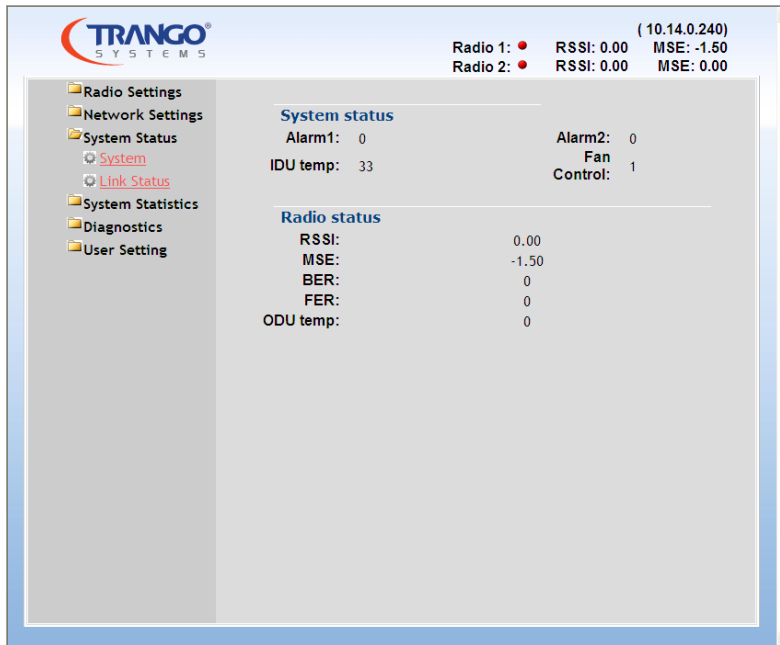 TRANGO®
SYSTEMS
( 10.14.0.240)
Radio 1: RSSI: 0.00 MSE: -1.50
Radio 2: RSSI: 0.00 MSE: 0.00
Radio Settings
Network Settings
System Status
System
Link Status
System Statistics
Diagnostics
User Setting
System status
Alarm1: 0 Alarm2: 0
IDU temp: 33 Fan Control: 1
Radio status
RSSI: 0.00
MSE: -1.50
BER: 0
FER: 0
ODU temp: 0